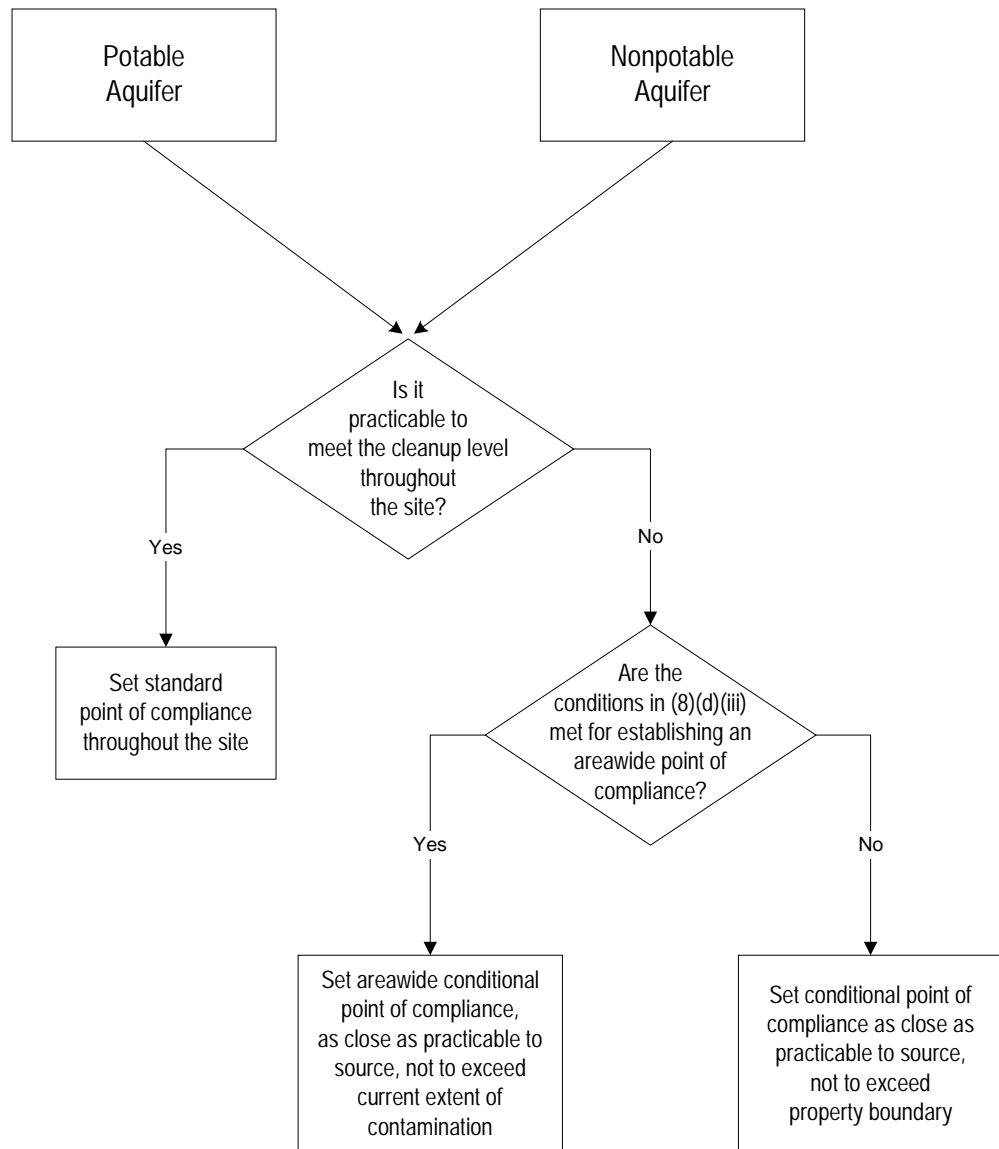 Potable
Aquifer
Nonpotable
Aquifer
Is it
practicable to
meet the cleanup level
throughout
the site?
Yes
No
Set standard
point of compliance
throughout the site
Are the
conditions in (8)(d)(iii)
met for establishing an
areawide point of
compliance?
Yes
No
Set areawide conditional
point of compliance,
as close as practicable to
source, not to exceed
current extent of
contamination
Set conditional point of
compliance as close as
practicable to source,
not to exceed
property boundary